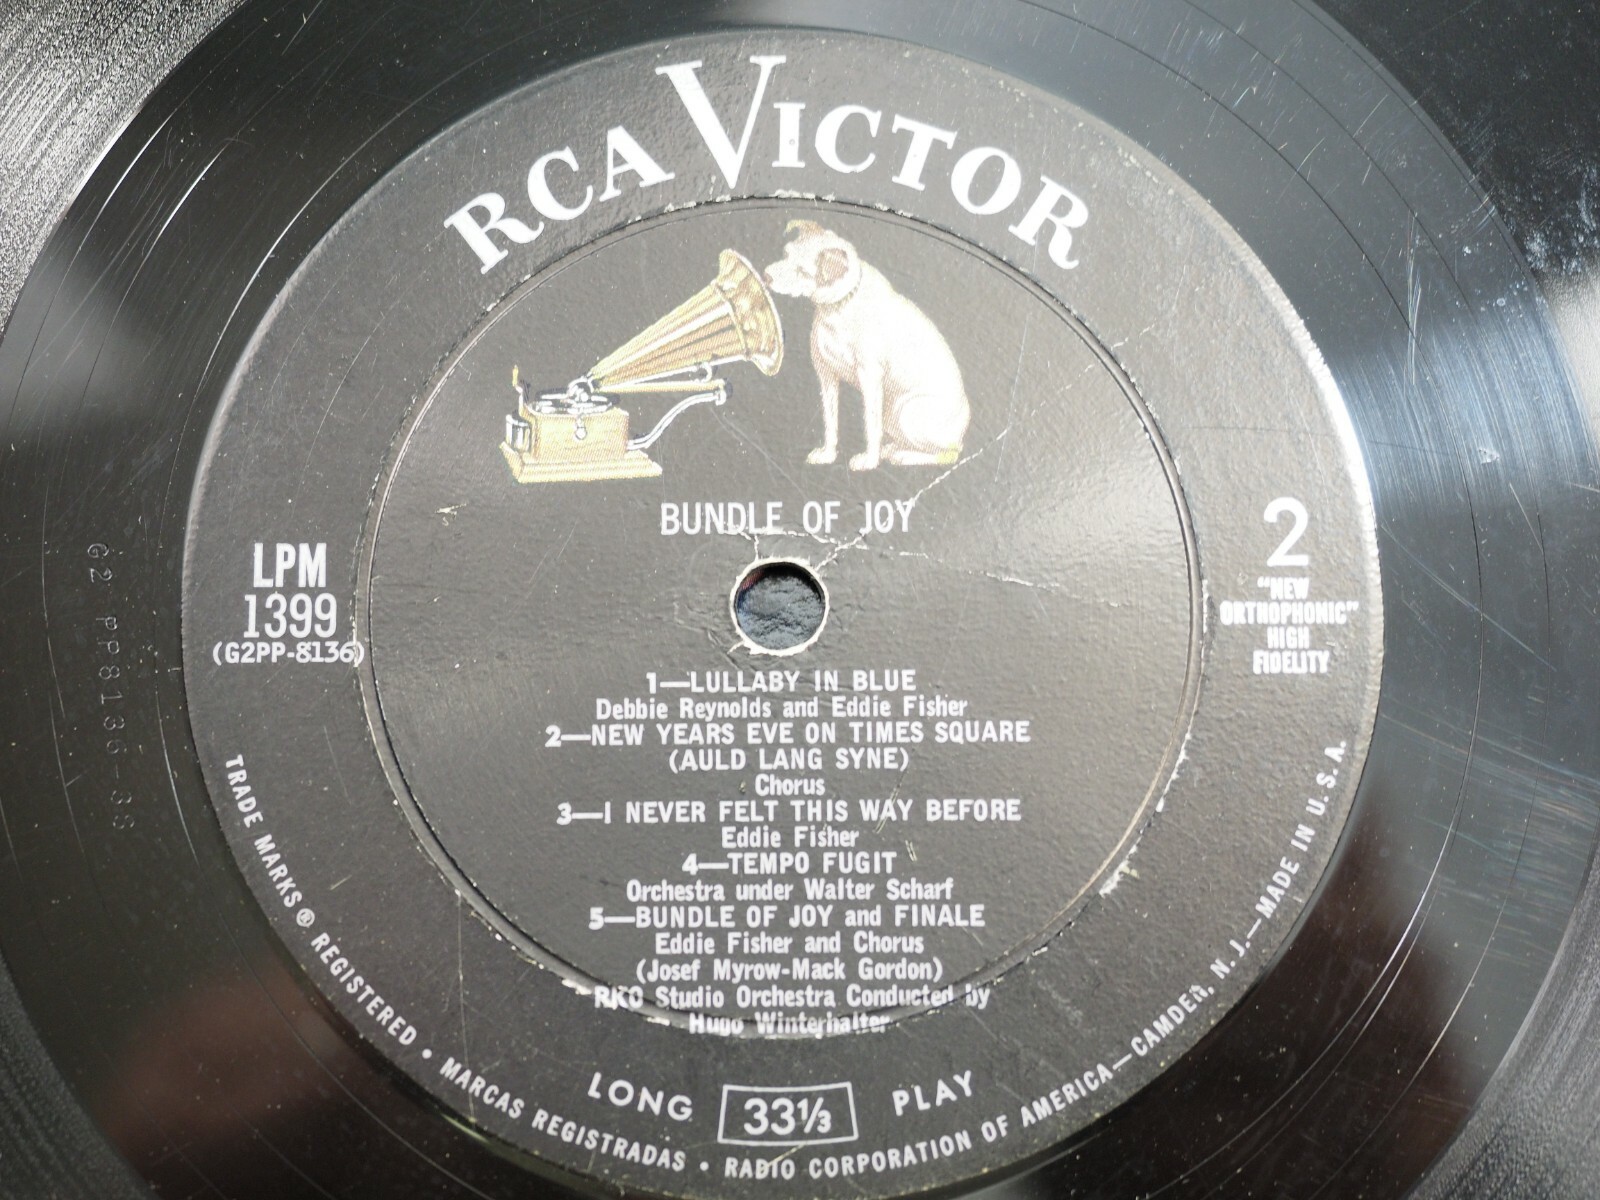 RCA VICTOR
BUNDLE OF JOY
LPM
1399
(G2PP-8136)
2
"NEW
ORTHOPHONIC"
HIGH
FIDELITY
1—LULLABY IN BLUE
Debbie Reynolds and Eddie Fisher
2—NEW YEARS EVE ON TIMES SQUARE
(AULD LANG SYNE)
Chorus
3—I NEVER FELT THIS WAY BEFORE
Eddie Fisher
4—TEMPO FUGIT
Orchestra under Walter Scharf
5—BUNDLE OF JOY and FINALE
Eddie Fisher and Chorus
(Josef Myrow-Mack Gordon)
RKO Studio Orchestra Conducted by
Hugo Winterhalter
LONG 33⅓ PLAY
TRADE MARKS ® REGISTERED • MARCAS REGISTRADAS • RADIO CORPORATION OF AMERICA—CAMDEN, N. J.—MADE IN U. S. A.